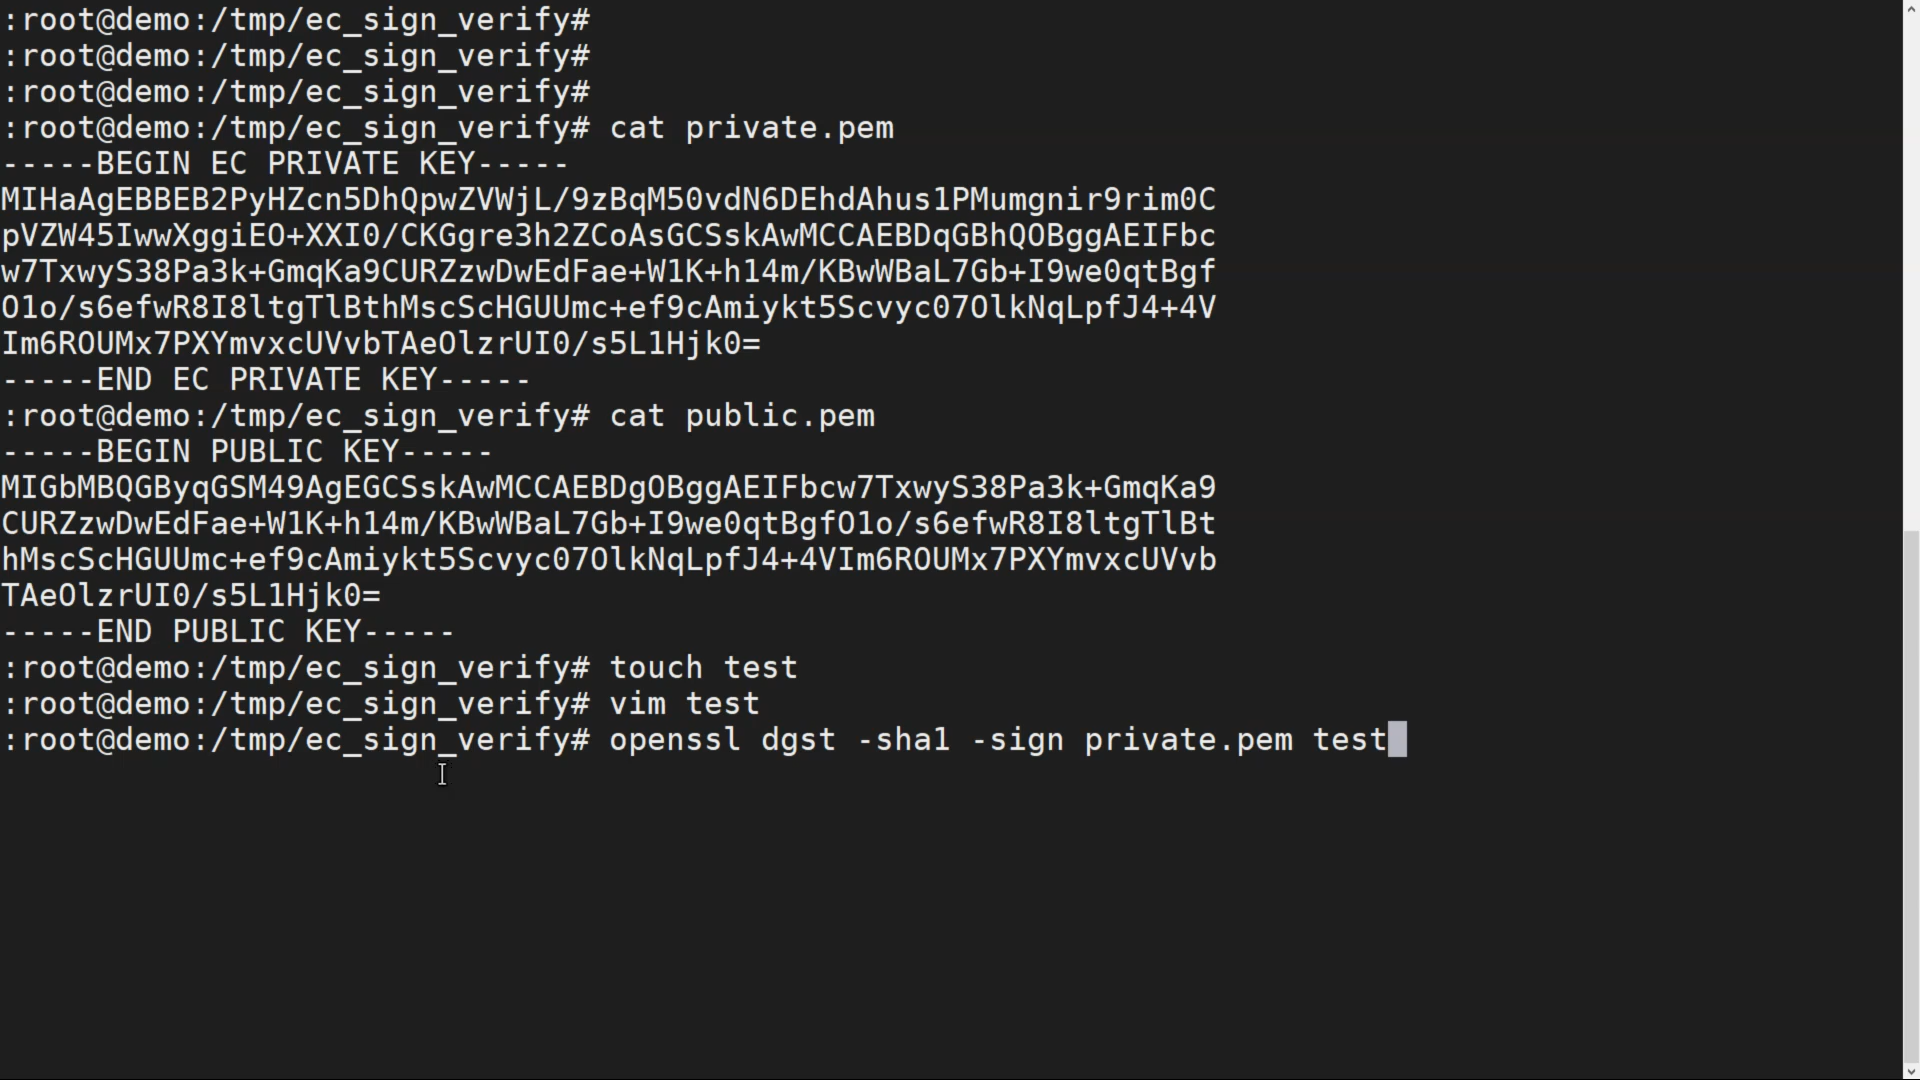 :root@demo:/tmp/ec_sign_verify#
:root@demo:/tmp/ec_sign_verify#
:root@demo:/tmp/ec_sign_verify#
:root@demo:/tmp/ec_sign_verify# cat private.pem
-----BEGIN EC PRIVATE KEY-----
MIHaAgEBBEB2PyHZcn5DhQpwZVWjL/9zBqM50vdN6DEhdAhus1PMumgnir9rim0C
pVZW45IwwXggiEO+XXI0/CKGgre3h2ZCoAsGCSskAwMCCAEBDqGBhQOBggAEIFbc
w7TxwyS38Pa3k+GmqKa9CURZzwDwEdFae+W1K+h14m/KBwWBaL7Gb+I9we0qtBgf
O1o/s6efwR8I8ltgTlBthMscScHGUUmc+ef9cAmiykt5Scvyc07OlkNqLpfJ4+4V
Im6ROUMx7PXYmvxcUVvbTAeOlzrUI0/s5L1Hjk0=
-----END EC PRIVATE KEY-----
:root@demo:/tmp/ec_sign_verify# cat public.pem
-----BEGIN PUBLIC KEY-----
MIGbMBQGByqGSM49AgEGCSskAwMCCAEBDgOBggAEIFbcw7TxwyS38Pa3k+GmqKa9
CURZzwDwEdFae+W1K+h14m/KBwWBaL7Gb+I9we0qtBgfO1o/s6efwR8I8ltgTlBt
hMscScHGUUmc+ef9cAmiykt5Scvyc07OlkNqLpfJ4+4VIm6ROUMx7PXYmvxcUVvb
TAeOlzrUI0/s5L1Hjk0=
-----END PUBLIC KEY-----
:root@demo:/tmp/ec_sign_verify# touch test
:root@demo:/tmp/ec_sign_verify# vim test
:root@demo:/tmp/ec_sign_verify# openssl dgst -sha1 -sign private.pem test